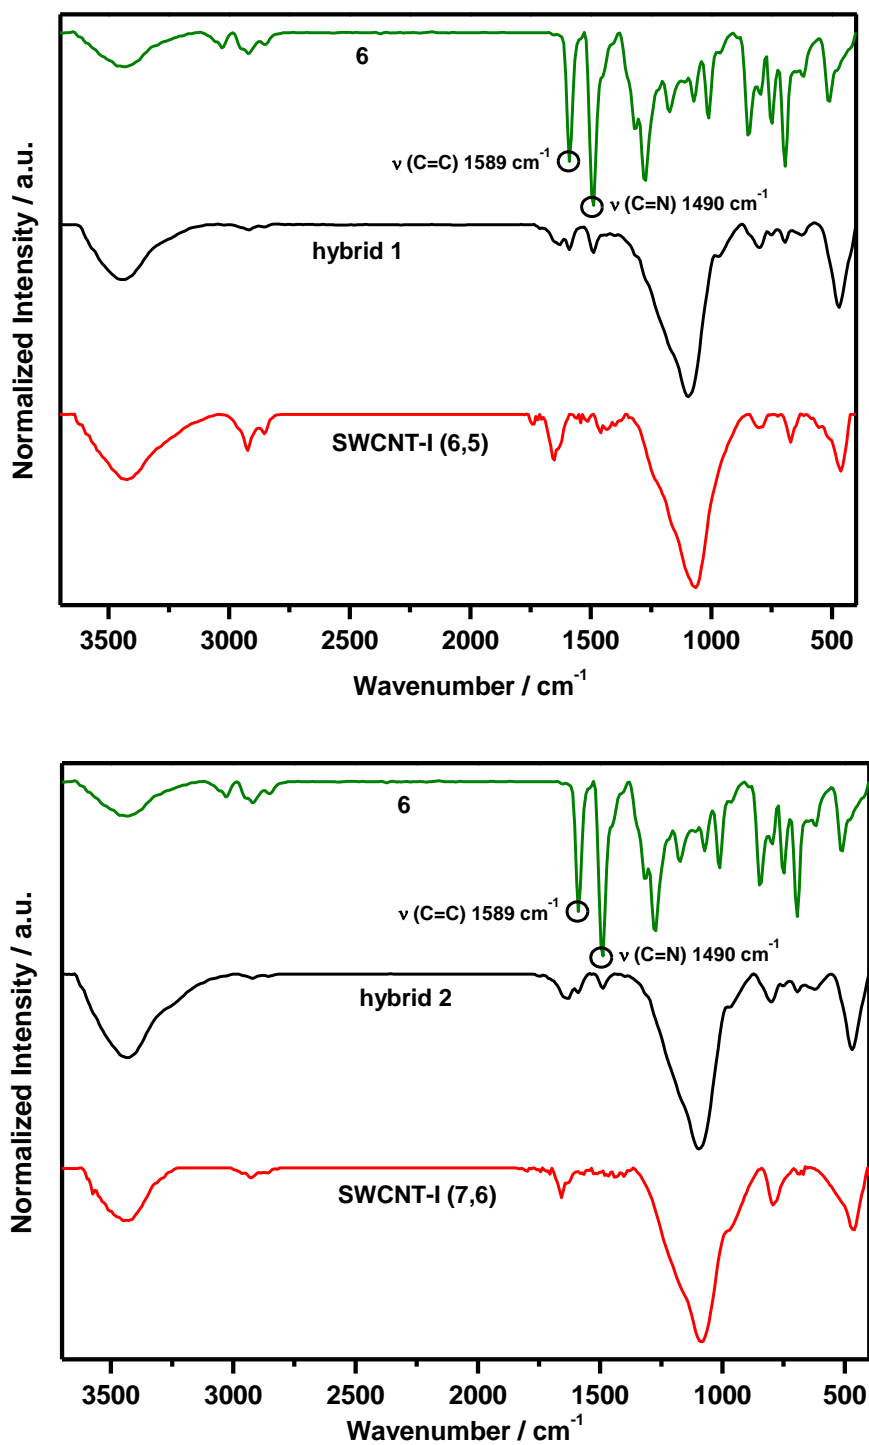 Normalized Intensity / a.u.
6
ν (C=C) 1589 cm⁻¹
ν (C=N) 1490 cm⁻¹
hybrid 1
SWCNT-I (6,5)
3500 3000 2500 2000 1500 1000 500
Wavenumber / cm⁻¹
Normalized Intensity / a.u.
6
ν (C=C) 1589 cm⁻¹
ν (C=N) 1490 cm⁻¹
hybrid 2
SWCNT-I (7,6)
3500 3000 2500 2000 1500 1000 500
Wavenumber / cm⁻¹